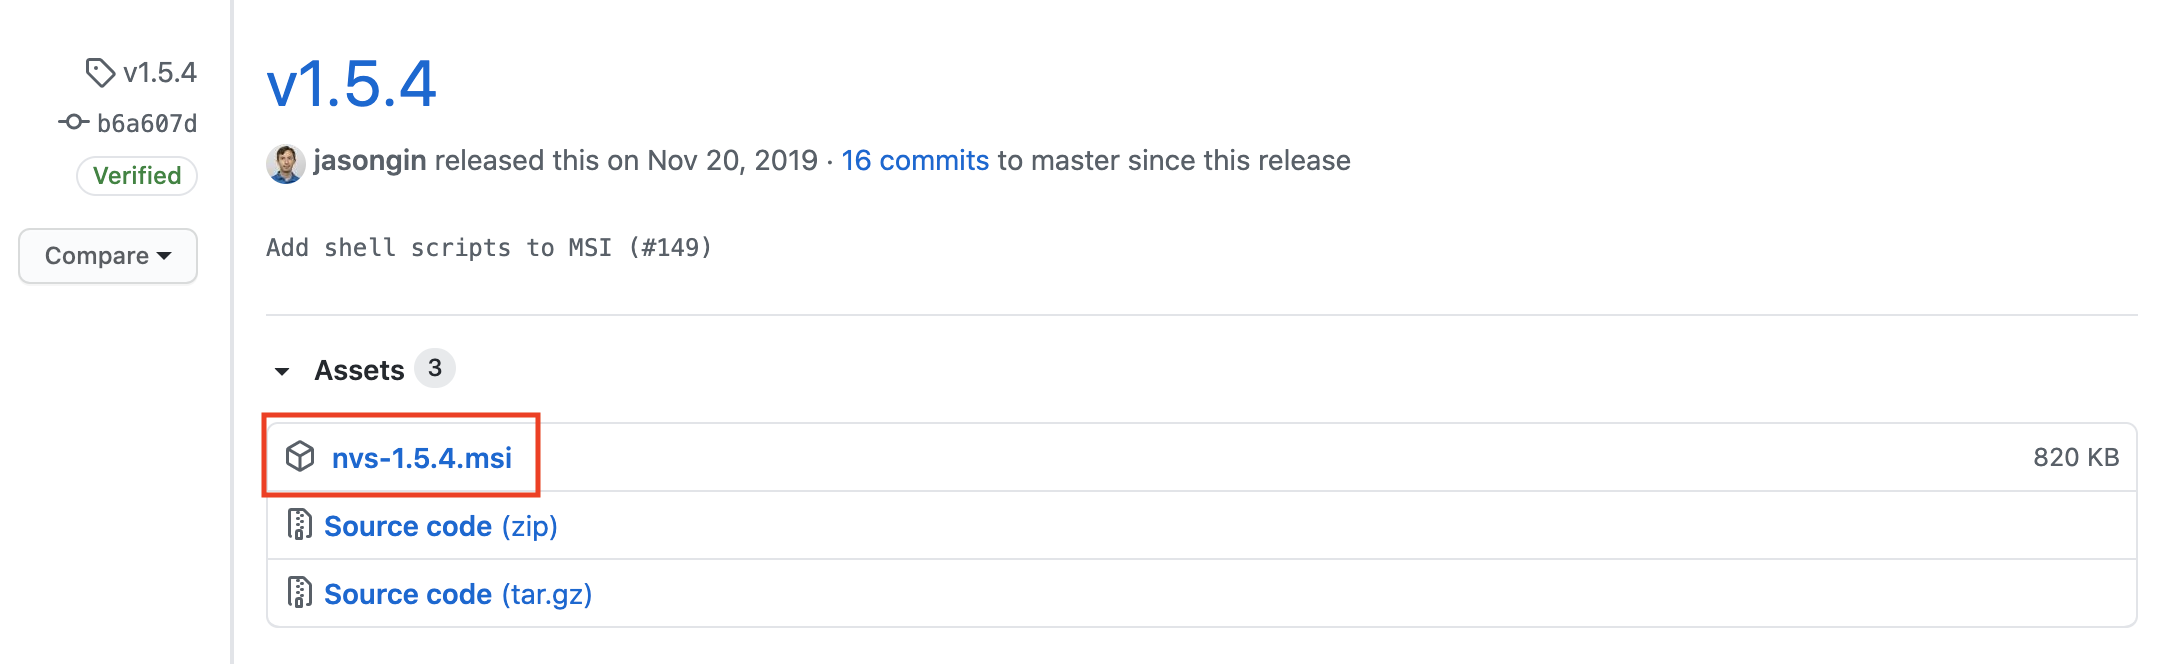 v1.5.4
b6a607d
Verified
Compare
v1.5.4
jasongin released this on Nov 20, 2019 · 16 commits to master since this release
Add shell scripts to MSI (#149)
Assets 3
nvs-1.5.4.msi 820 KB
Source code (zip)
Source code (tar.gz)